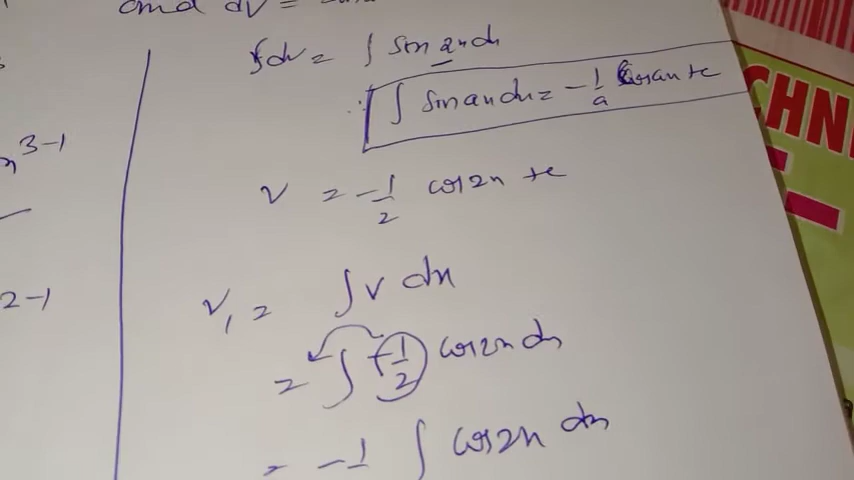 and dv =
∫dv = ∫ sin 2x dx
∴ ∫ sin ax dx = -1/a cos ax + c
x^3-1
v = -1/2 cos 2x + c
2-1
v₁ = ∫ v dx
= ∫ -1/2 cos 2x dx
= -1 ∫ cos 2x dx
CHN